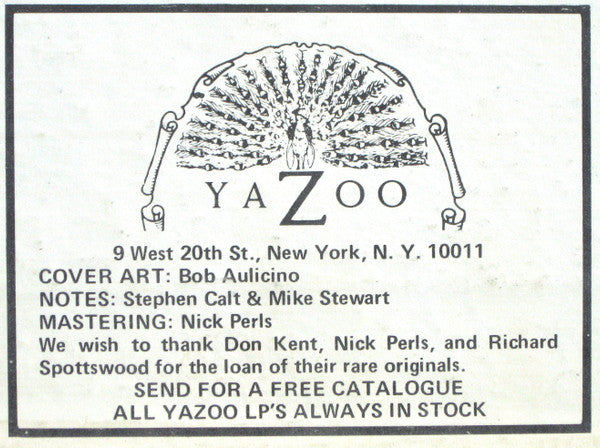 YAZOO
9 West 20th St., New York, N. Y. 10011
COVER ART: Bob Aulicino
NOTES: Stephen Calt & Mike Stewart
MASTERING: Nick Perls
We wish to thank Don Kent, Nick Perls, and Richard
Spottswood for the loan of their rare originals.
SEND FOR A FREE CATALOGUE
ALL YAZOO LP'S ALWAYS IN STOCK